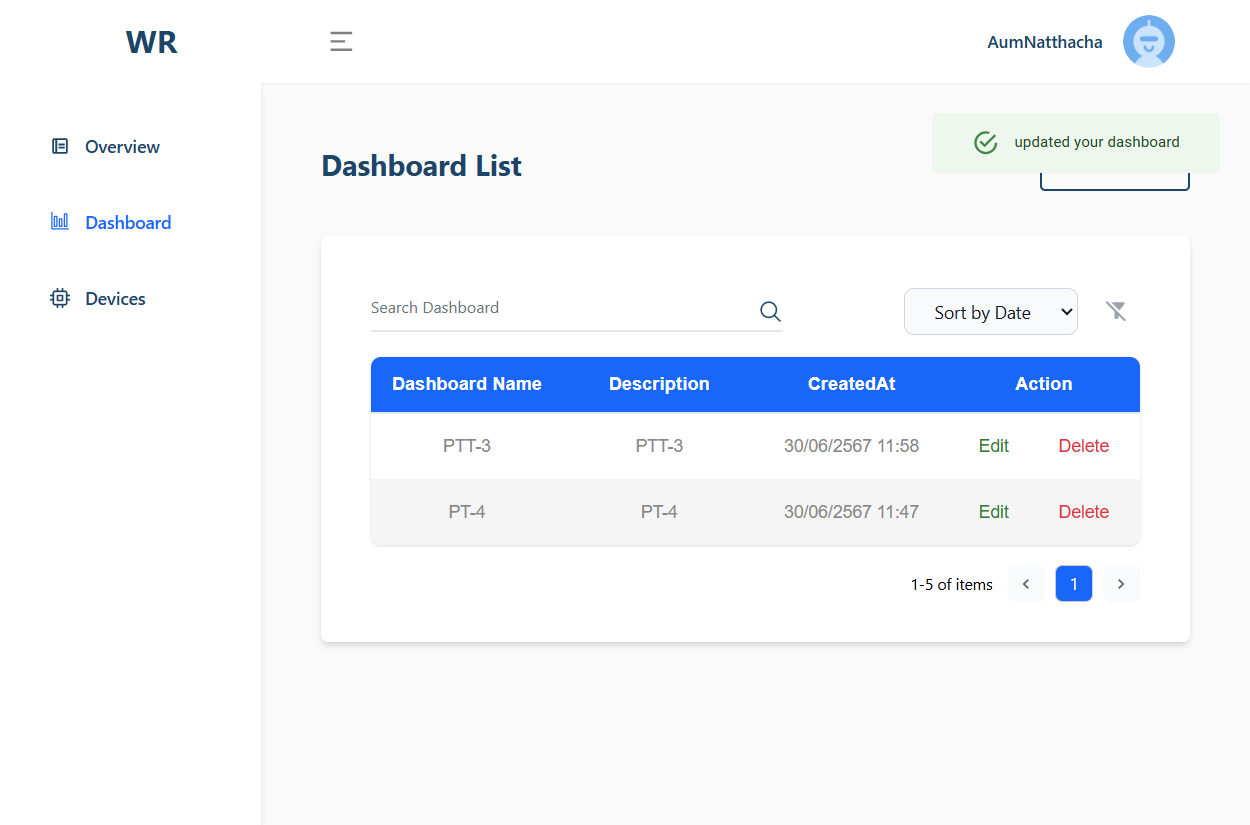 WR
AumNatthacha
Overview
Dashboard
Devices
updated your dashboard
Dashboard List
Search Dashboard
Sort by Date
Dashboard Name Description CreatedAt Action
PTT-3 PTT-3 30/06/2567 11:58 Edit Delete
PT-4 PT-4 30/06/2567 11:47 Edit Delete
1-5 of items 1